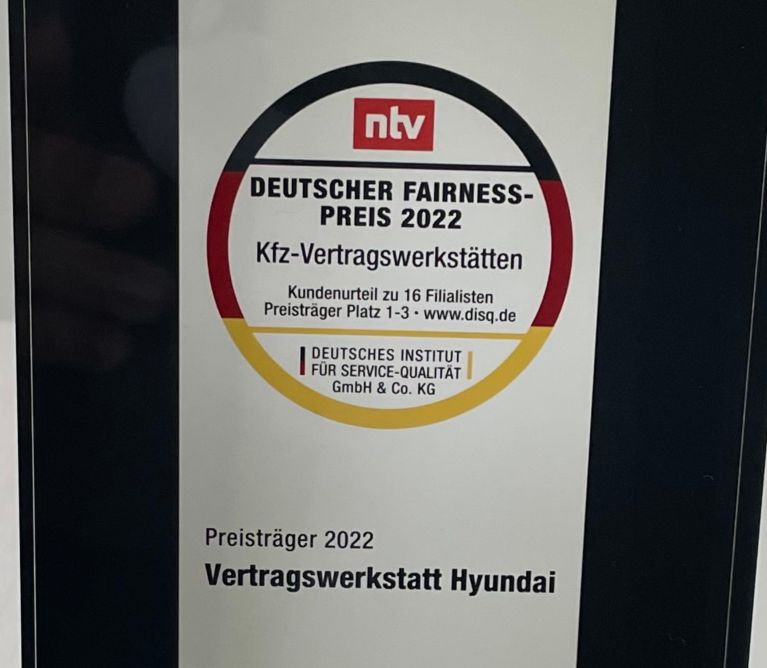 ntv
DEUTSCHER FAIRNESS-
PREIS 2022
Kfz-Vertragswerkstätten
Kundenurteil zu 16 Filialisten
Preisträger Platz 1-3 • www.disq.de
DEUTSCHES INSTITUT
FÜR SERVICE-QUALITÄT
GmbH & Co. KG
Preisträger 2022
Vertragswerkstatt Hyundai